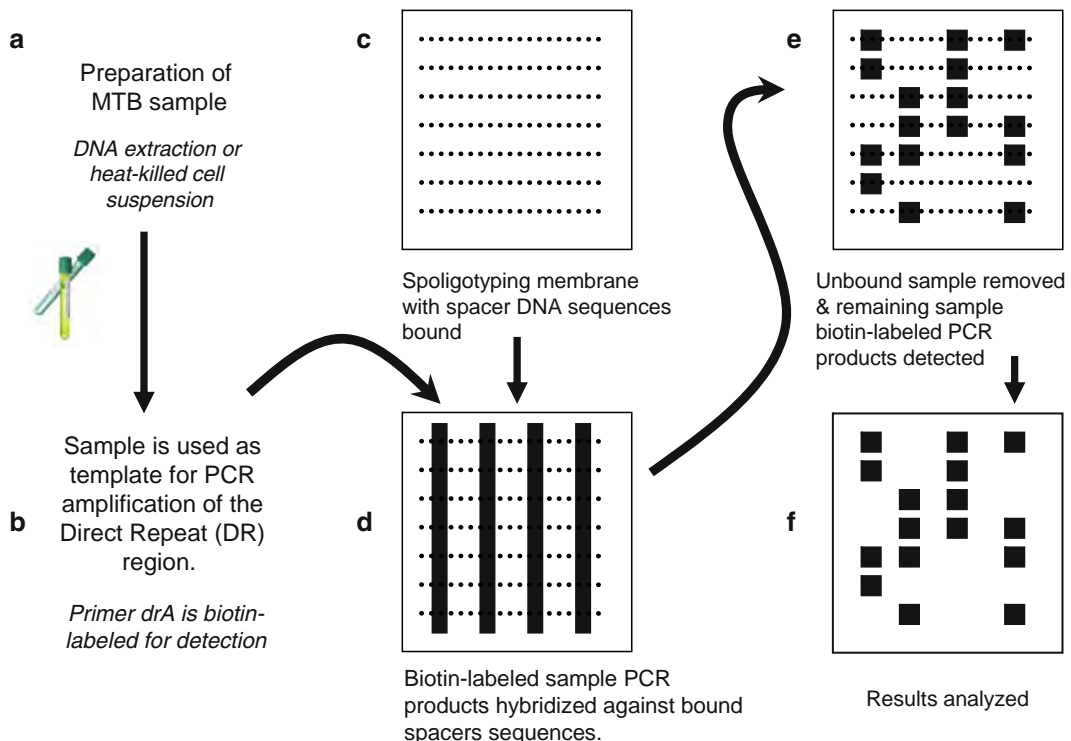 a
Preparation of
MTB sample
DNA extraction or
heat-killed cell
suspension
b
Sample is used as
template for PCR
amplification of the
Direct Repeat (DR)
region.
Primer drA is biotin-
labeled for detection
c
Spoligotyping membrane
with spacer DNA sequences
bound
d
Biotin-labeled sample PCR
products hybridized against bound
spacers sequences.
e
Unbound sample removed
& remaining sample
biotin-labeled PCR
products detected
f
Results analyzed